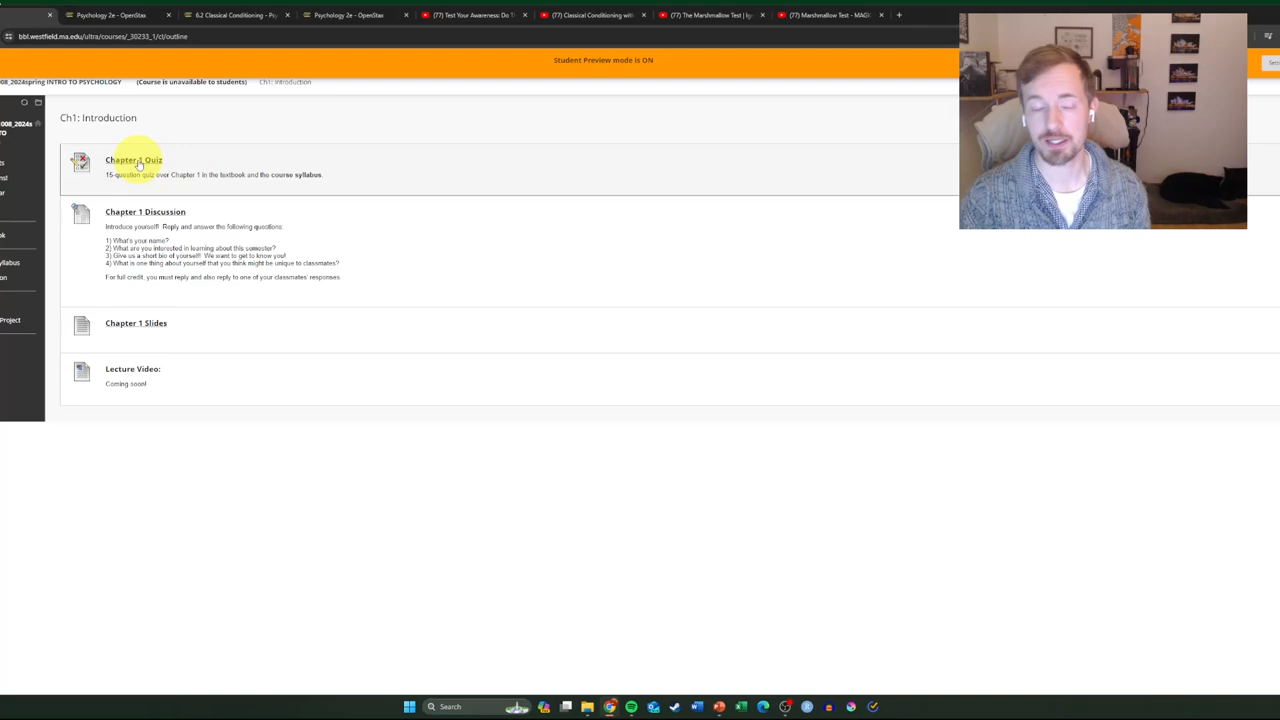 Psychology 2e - OpenStax
6.2 Classical Conditioning - Psy
Psychology 2e - OpenStax
(77) Test Your Awareness: Do T
(77) Classical Conditioning with
(77) The Marshmallow Test | Ig
(77) Marshmallow Test - MAGIC
bbl.westfield.ma.edu/ultra/courses/_30233_1/cl/outline
Student Preview mode is ON
008_2024spring INTRO TO PSYCHOLOGY (Course is unavailable to students) Ch1: Introduction
008_2024s
Ch1: Introduction
Chapter 1 Quiz
15-question quiz over Chapter 1 in the textbook and the course syllabus.
Chapter 1 Discussion
Introduce yourself! Reply and answer the following questions:
1) What's your name?
2) What are you interested in learning about this semester?
3) Give us a short bio of yourself! We want to get to know you!
4) What is one thing about yourself that you think might be unique to classmates?
For full credit, you must reply and also reply to one of your classmates' responses.
Project
Chapter 1 Slides
Lecture Video:
Coming soon!
Search